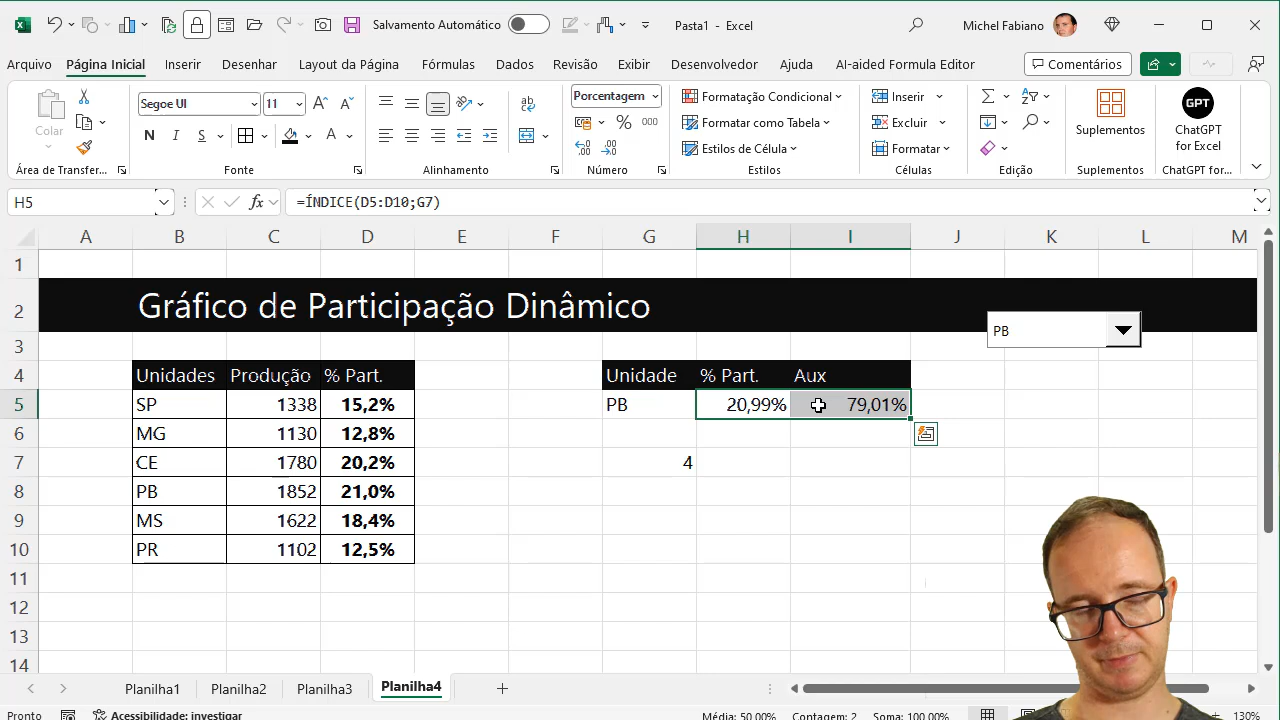 Salvamento Automático
Pasta1 - Excel
Michel Fabiano
Arquivo
Página Inicial
Inserir
Desenhar
Layout da Página
Fórmulas
Dados
Revisão
Exibir
Desenvolvedor
Ajuda
AI-aided Formula Editor
Comentários
Colar
Segoe UI
11
Porcentagem
Formatação Condicional
Formatar como Tabela
Estilos de Célula
Inserir
Excluir
Formatar
Suplementos
GPT
ChatGPT
for Excel
Área de Transfer...
Fonte
Alinhamento
Número
Estilos
Células
Edição
Suplementos
ChatGPT for...
H5
=ÍNDICE(D5:D10;G7)
A B C D E F G H I J K L M
1
2 Gráfico de Participação Dinâmico
PB
3
4 Unidades Produção % Part. Unidade % Part. Aux
5 SP 1338 15,2% PB 20,99% 79,01%
6 MG 1130 12,8%
7 CE 1780 20,2% 4
8 PB 1852 21,0%
9 MS 1622 18,4%
10 PR 1102 12,5%
11
12
13
14
Planilha1
Planilha2
Planilha3
Planilha4
Pronto
Acessibilidade: investigar
Média: 50,00%
Contagem: 2
Soma: 100,00%
130%